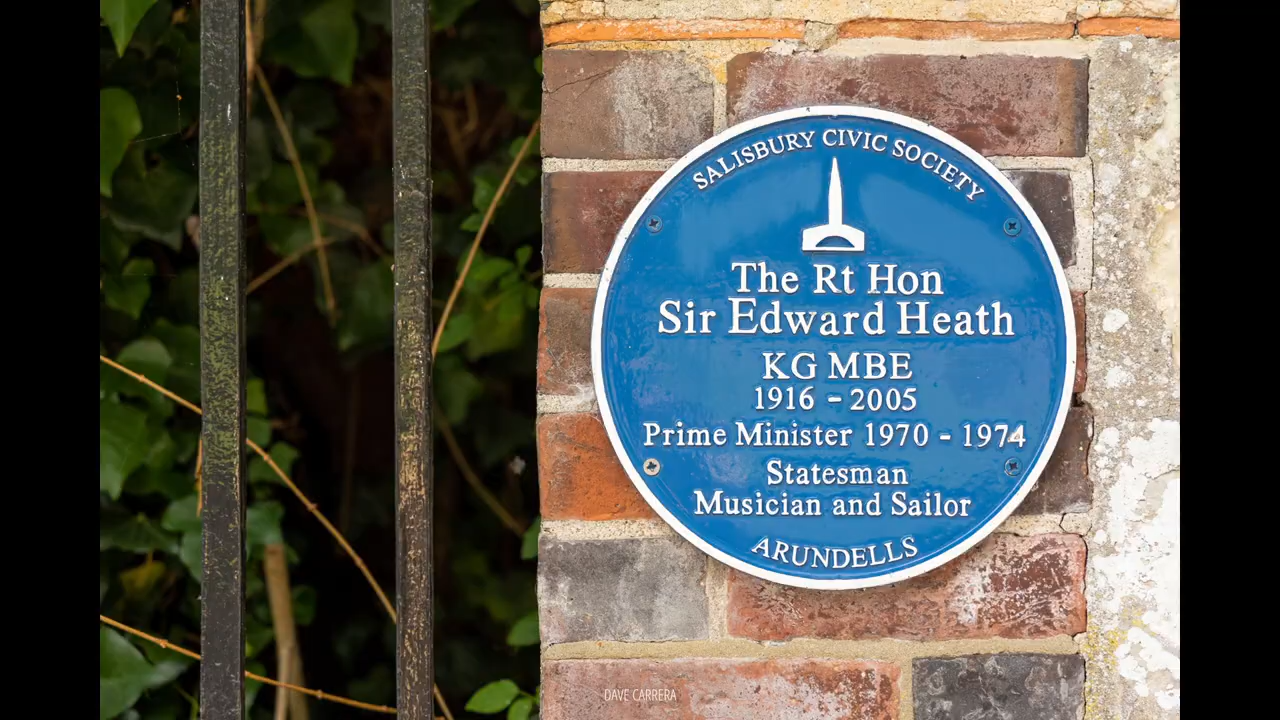 SALISBURY CIVIC SOCIETY
The Rt Hon
Sir Edward Heath
KG MBE
1916 - 2005
Prime Minister 1970 - 1974
Statesman
Musician and Sailor
ARUNDELLS
DAVE CARRERA